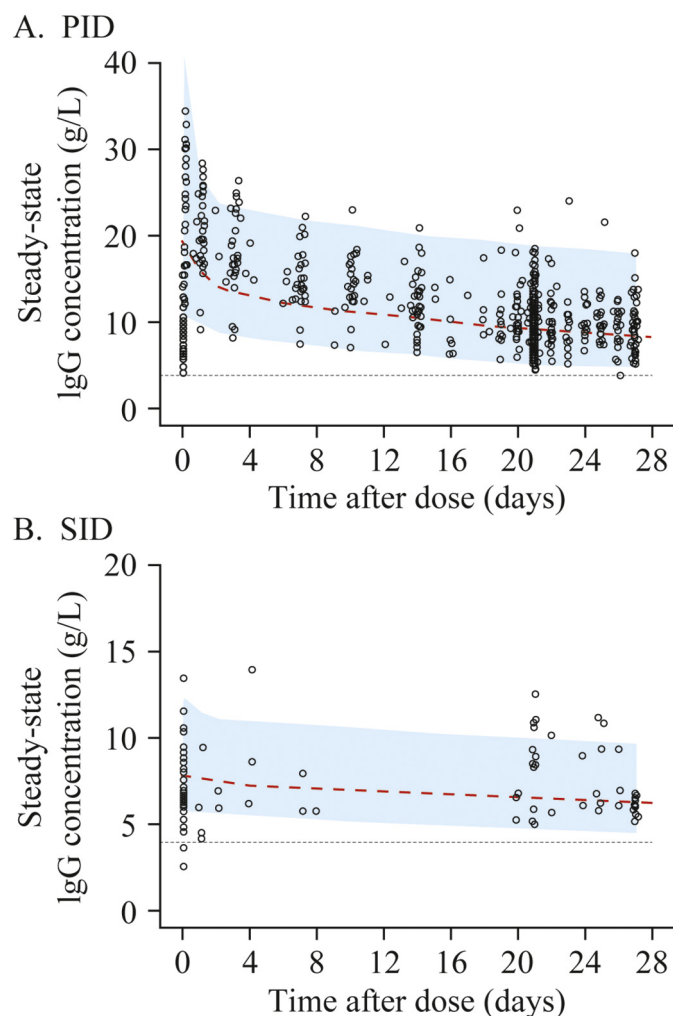 A. PID
Steady-state
lgG concentration (g/L)
40
30
20
10
0
0 4 8 12 16 20 24 28
Time after dose (days)
B. SID
Steady-state
lgG concentration (g/L)
20
15
10
5
0
0 4 8 12 16 20 24 28
Time after dose (days)